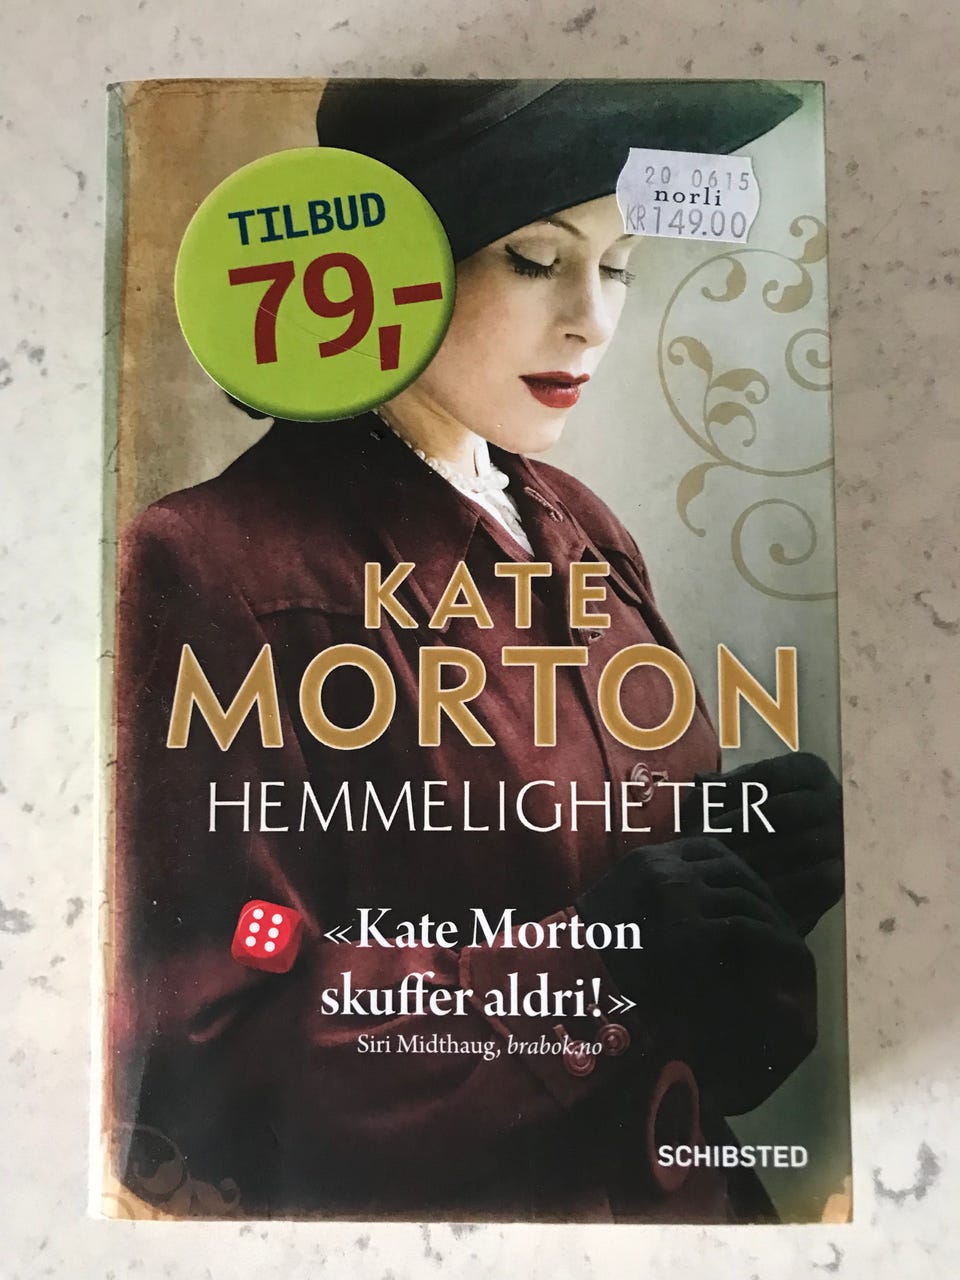 TILBUD
79,-
20 0615
norli
KR 149.00
KATE
MORTON
HEMMELIGHETER
«Kate Morton
skuffer aldri!»
Siri Midthaug, brabok.no
SCHIBSTED